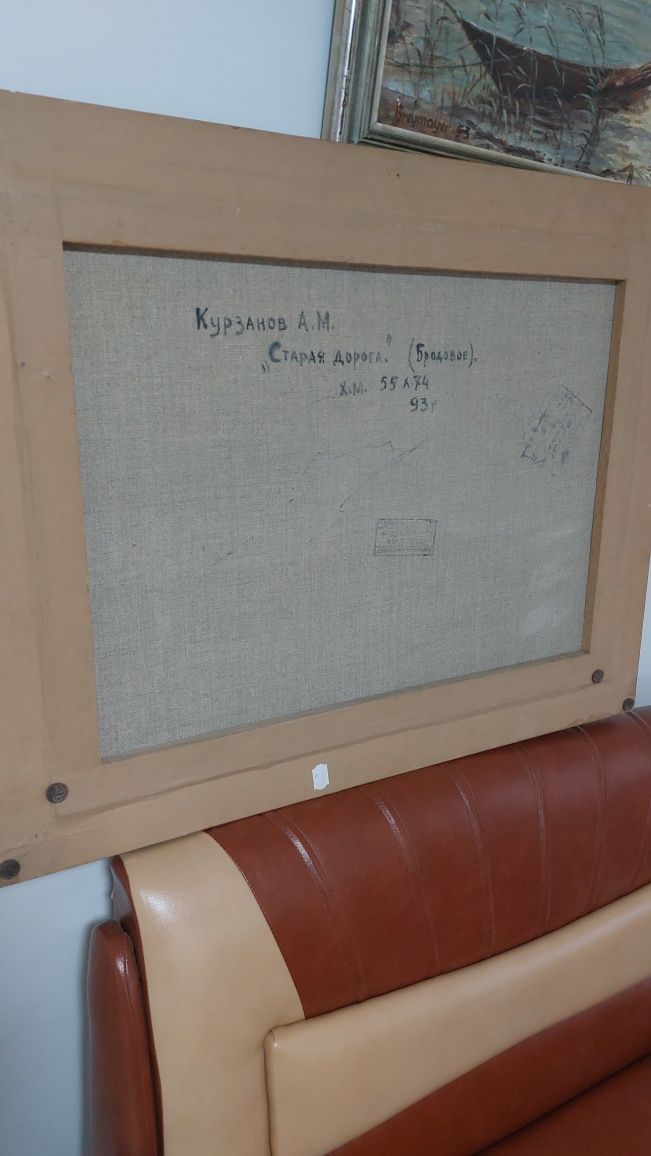 Курзанов А.М.
„Старая дорога." (Бродовое).
х.м. 55 х 74
93г